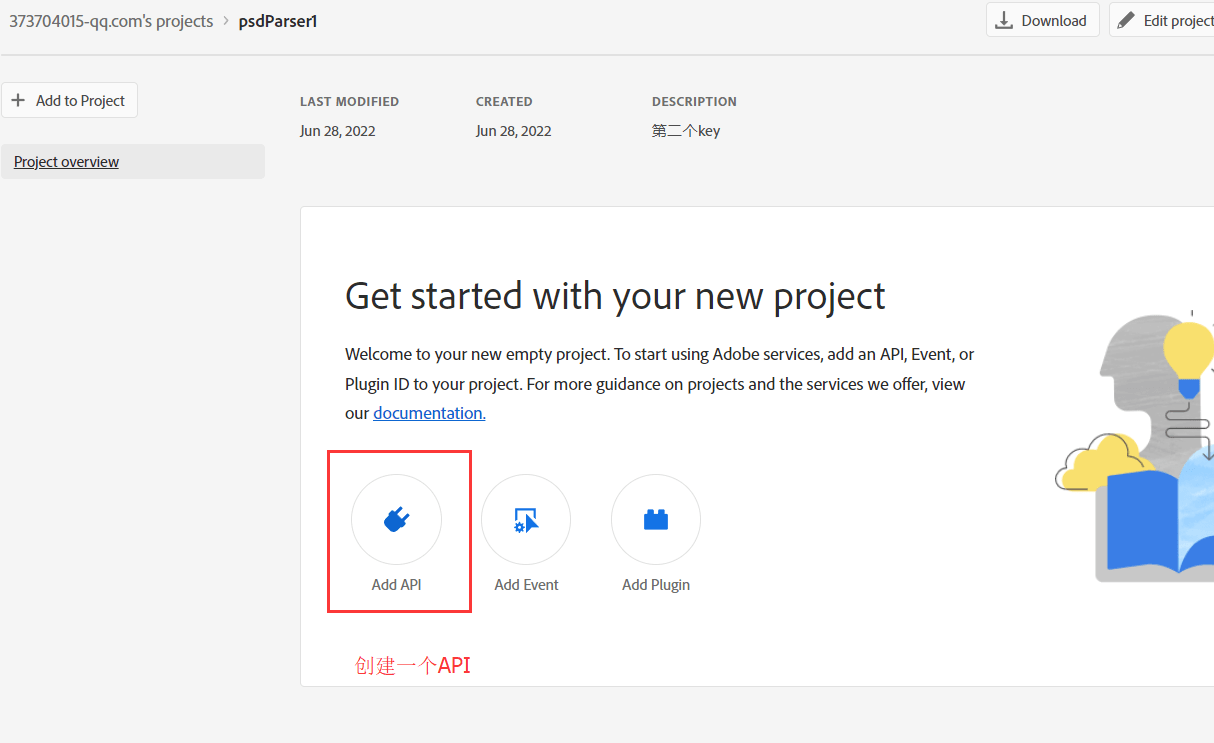 373704015-qq.com's projects > psdParser1
Download
Edit project
Add to Project
Project overview
LAST MODIFIED
Jun 28, 2022
CREATED
Jun 28, 2022
DESCRIPTION
第二个key
Get started with your new project
Welcome to your new empty project. To start using Adobe services, add an API, Event, or
Plugin ID to your project. For more guidance on projects and the services we offer, view
our documentation.
Add API
Add Event
Add Plugin
创建一个API